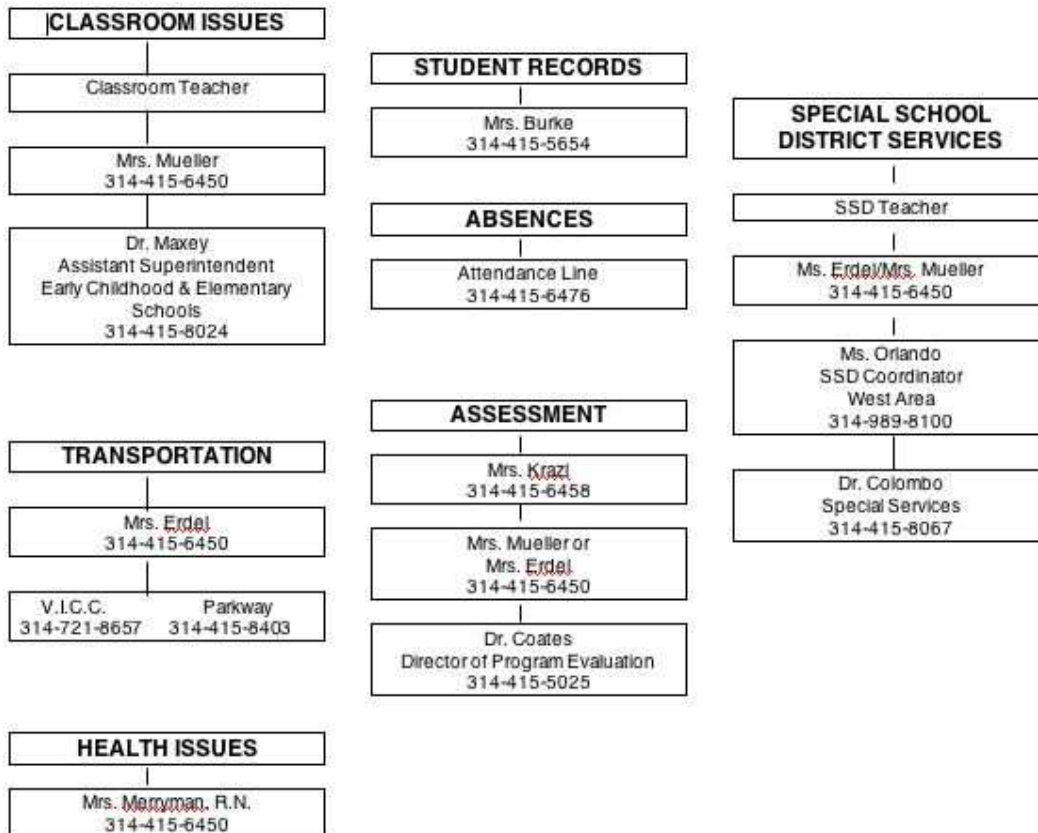 CLASSROOM ISSUES
Classroom Teacher
Mrs. Mueller
314-415-6450
Dr. Maxey
Assistant Superintendent
Early Childhood & Elementary
Schools
314-415-8024
TRANSPORTATION
Mrs. Erdel
314-415-6450
V.I.C.C. Parkway
314-721-8657 314-415-8403
HEALTH ISSUES
Mrs. Merryman, R.N.
314-415-6450
STUDENT RECORDS
Mrs. Burke
314-415-5654
ABSENCES
Attendance Line
314-415-6476
ASSESSMENT
Mrs. Krazl
314-415-6458
Mrs. Mueller or
Mrs. Erdel
314-415-6450
Dr. Coates
Director of Program Evaluation
314-415-5025
SPECIAL SCHOOL
DISTRICT SERVICES
SSD Teacher
Ms. Erdel/Mrs. Mueller
314-415-6450
Ms. Orlando
SSD Coordinator
West Area
314-989-8100
Dr. Colombo
Special Services
314-415-8067